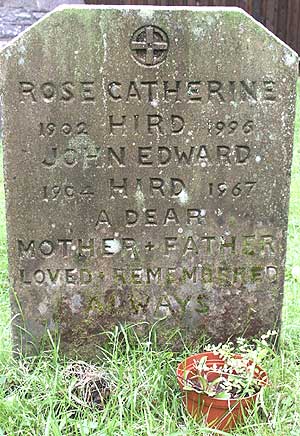 ROSE CATHERINE
1902 HIRD 1996
JOHN EDWARD
1904 HIRD 1967
A DEAR
MOTHER + FATHER
LOVED + REMEMBERED
ALWAYS